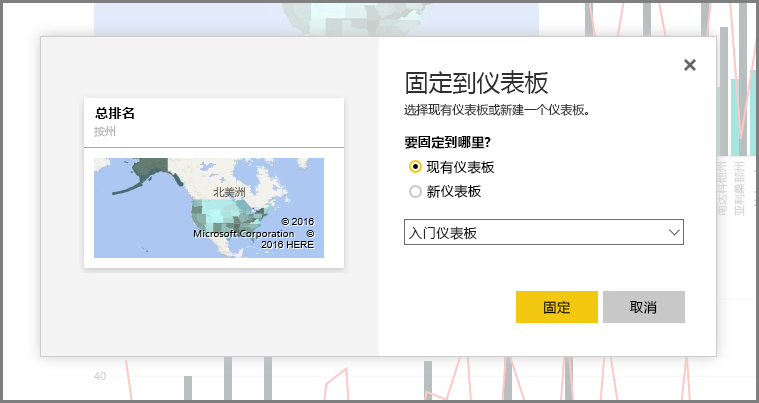 总排名
按州
北美洲
© 2016
Microsoft Corporation ©
2016 HERE
固定到仪表板
选择现有仪表板或新建一个仪表板。
要固定到哪里?
现有仪表板
新仪表板
入门仪表板
固定
取消
40